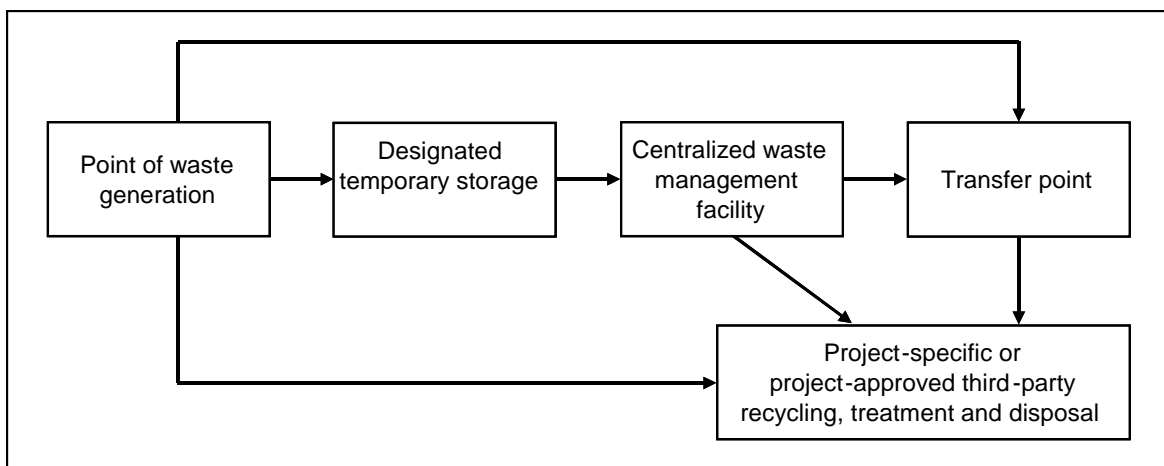 Point of waste
generation
Designated
temporary storage
Centralized waste
management
facility
Transfer point
Project-specific or
project-approved third-party
recycling, treatment and disposal